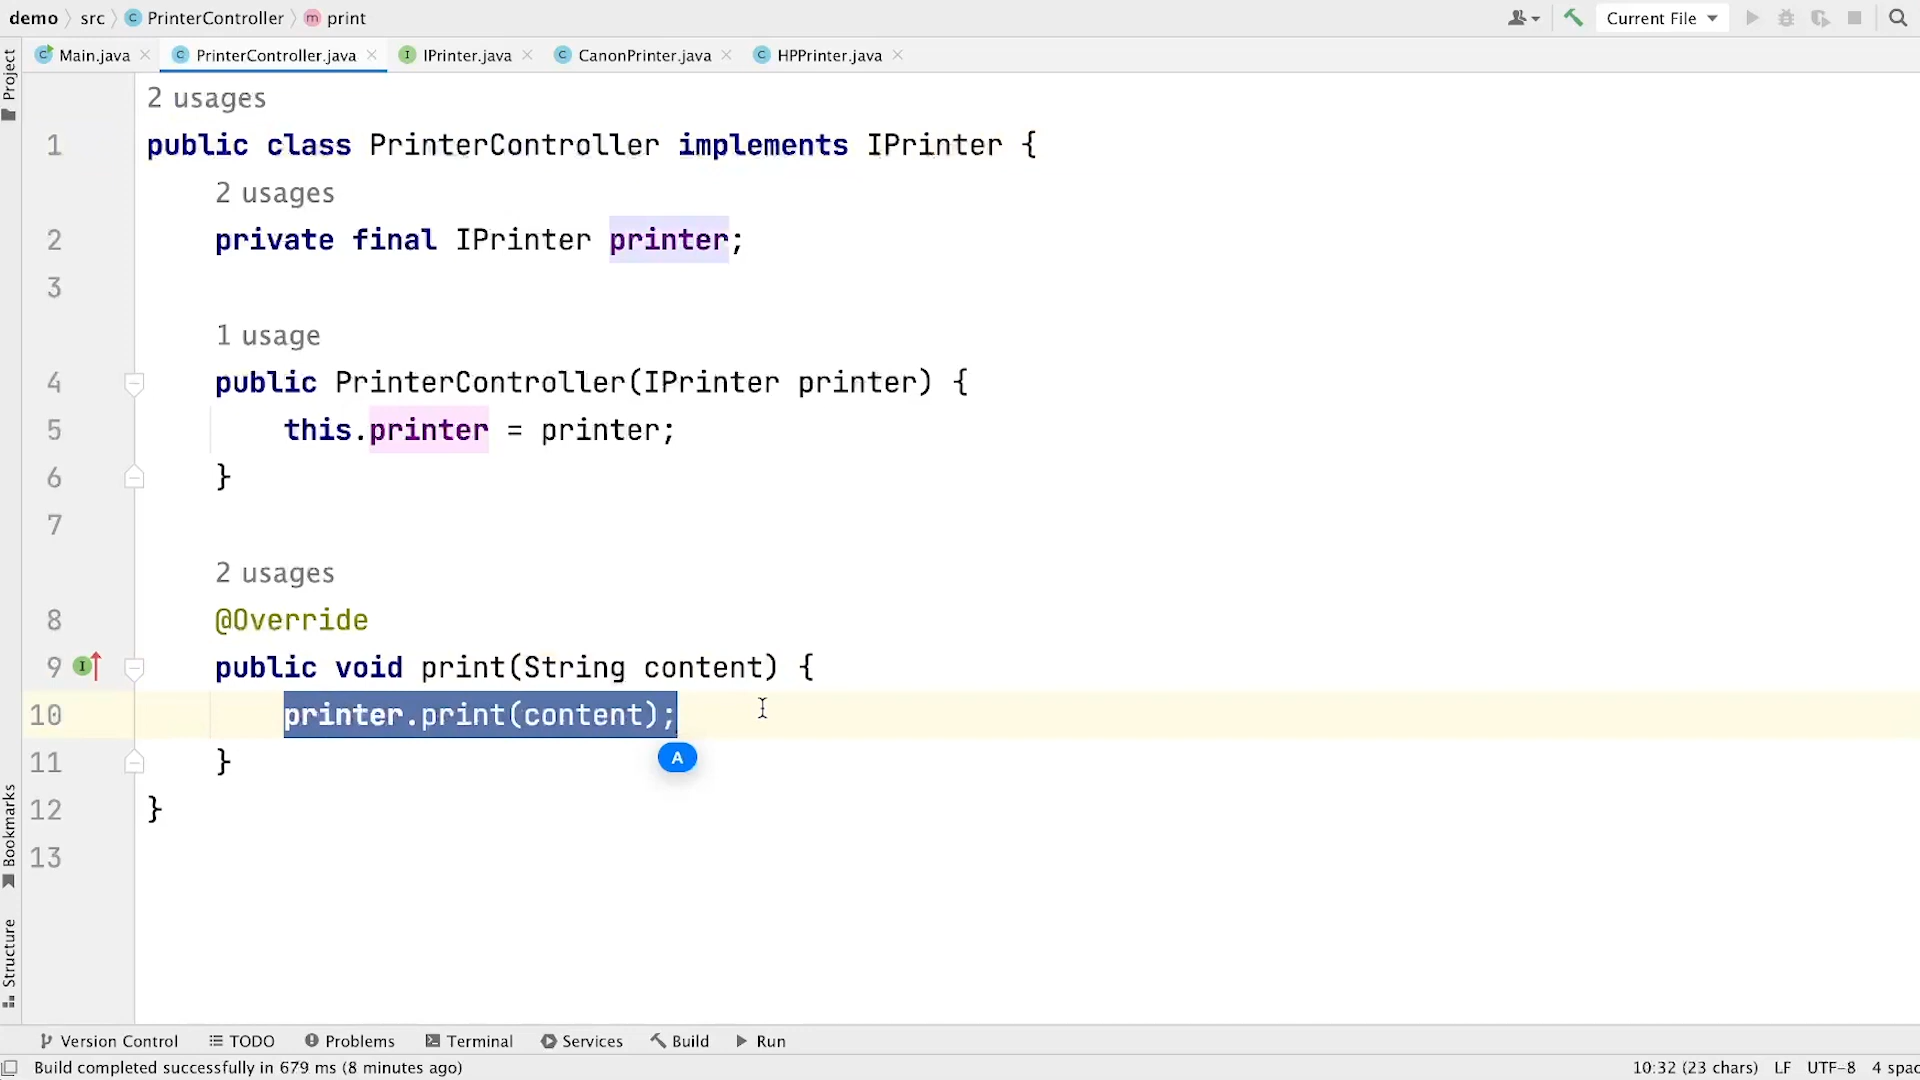 demo src C PrinterController m print Current File
C Main.java C PrinterController.java I IPrinter.java C CanonPrinter.java C HPPrinter.java
Project
2 usages
1 public class PrinterController implements IPrinter {
2 usages
2 private final IPrinter printer;
3
1 usage
4 public PrinterController(IPrinter printer) {
5 this.printer = printer;
6 }
7
2 usages
8 @Override
9 I public void print(String content) {
10 printer.print(content);
11 }
A
12 }
13
Bookmarks
Structure
Version Control TODO Problems Terminal Services Build Run
Build completed successfully in 679 ms (8 minutes ago) 10:32 (23 chars) LF UTF-8 4 spac